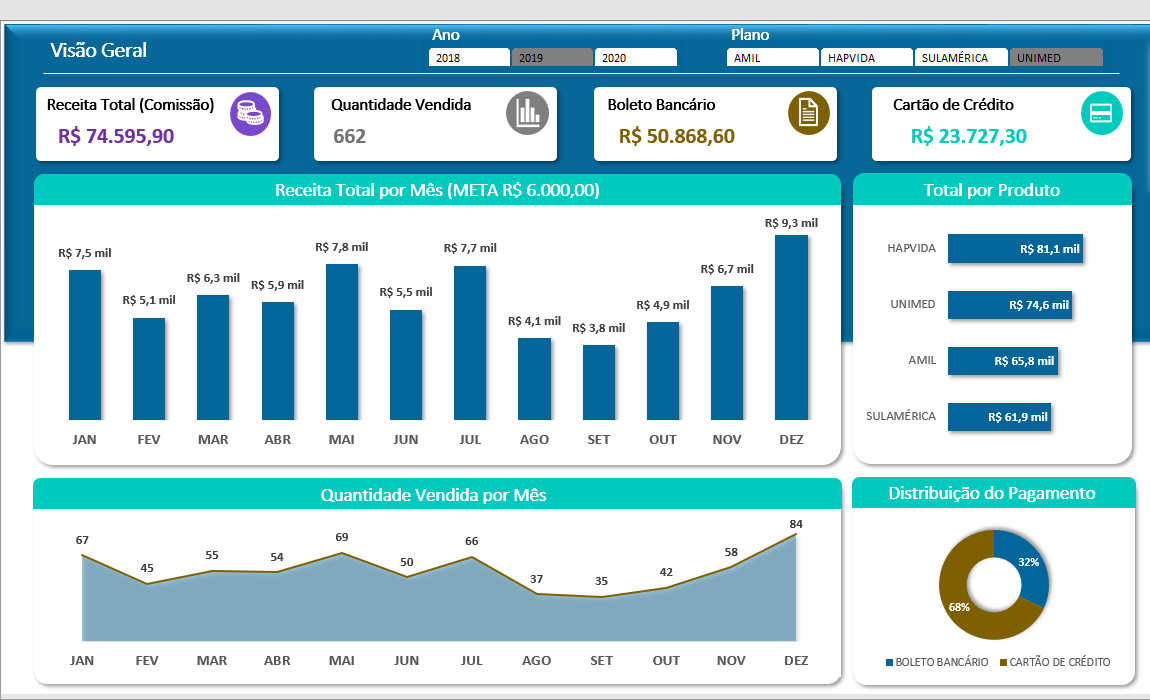 Visão Geral
Ano
2018 2019 2020
Plano
AMIL HAPVIDA SULAMÉRICA UNIMED
Receita Total (Comissão)
R$ 74.595,90
Quantidade Vendida
662
Boleto Bancário
R$ 50.868,60
Cartão de Crédito
R$ 23.727,30
Receita Total por Mês (META R$ 6.000,00)
R$ 7,5 mil
R$ 5,1 mil
R$ 6,3 mil
R$ 5,9 mil
R$ 7,8 mil
R$ 5,5 mil
R$ 7,7 mil
R$ 4,1 mil
R$ 3,8 mil
R$ 4,9 mil
R$ 6,7 mil
R$ 9,3 mil
JAN FEV MAR ABR MAI JUN JUL AGO SET OUT NOV DEZ
Total por Produto
HAPVIDA R$ 81,1 mil
UNIMED R$ 74,6 mil
AMIL R$ 65,8 mil
SULAMÉRICA R$ 61,9 mil
Quantidade Vendida por Mês
67 45 55 54 69 50 66 37 35 42 58 84
JAN FEV MAR ABR MAI JUN JUL AGO SET OUT NOV DEZ
Distribuição do Pagamento
32%
68%
BOLETO BANCÁRIO CARTÃO DE CRÉDITO